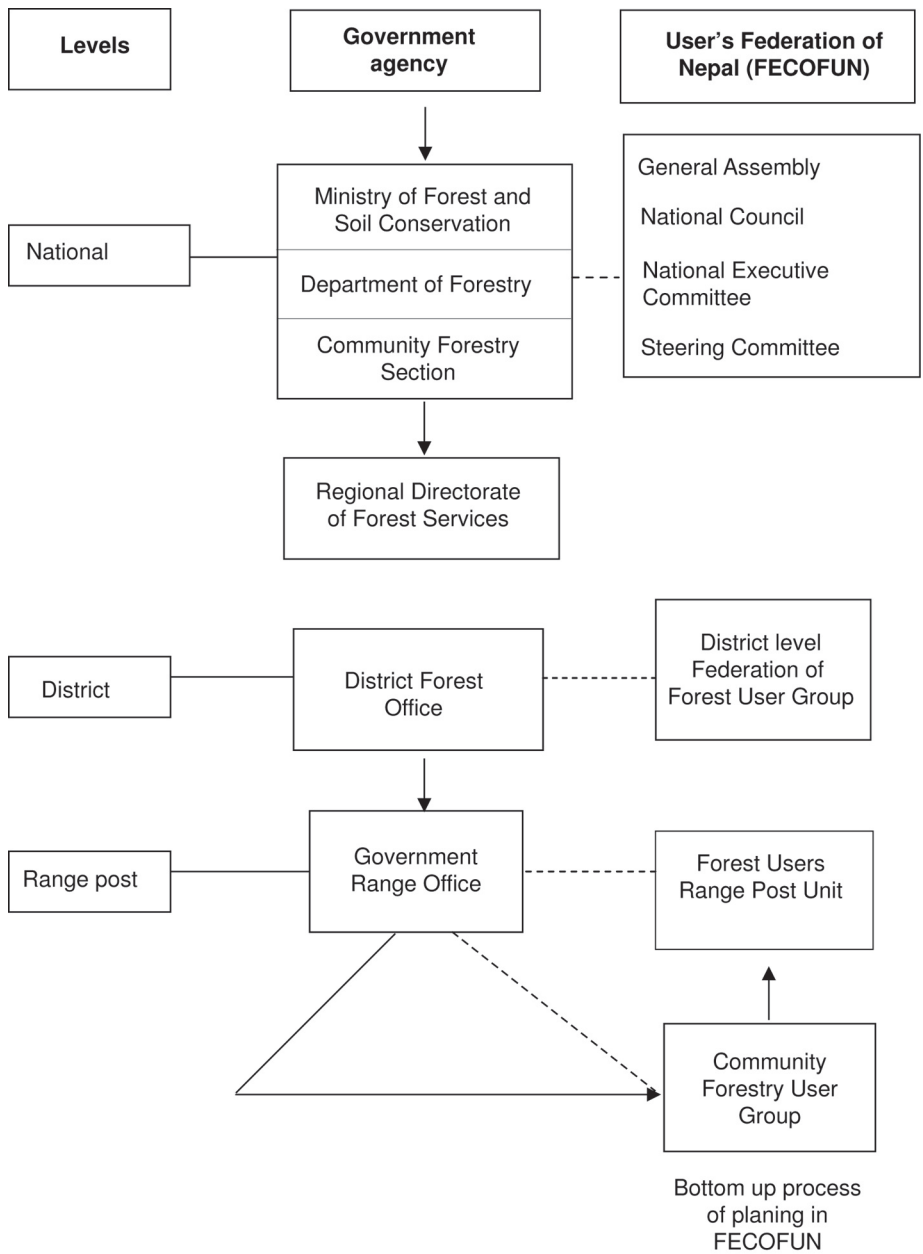 Levels
Government
agency
User's Federation of
Nepal (FECOFUN)
National
Ministry of Forest and
Soil Conservation
Department of Forestry
Community Forestry
Section
General Assembly
National Council
National Executive
Committee
Steering Committee
Regional Directorate
of Forest Services
District
District Forest
Office
District level
Federation of
Forest User Group
Range post
Government
Range Office
Forest Users
Range Post Unit
Community
Forestry User
Group
Bottom up process
of planing in
FECOFUN